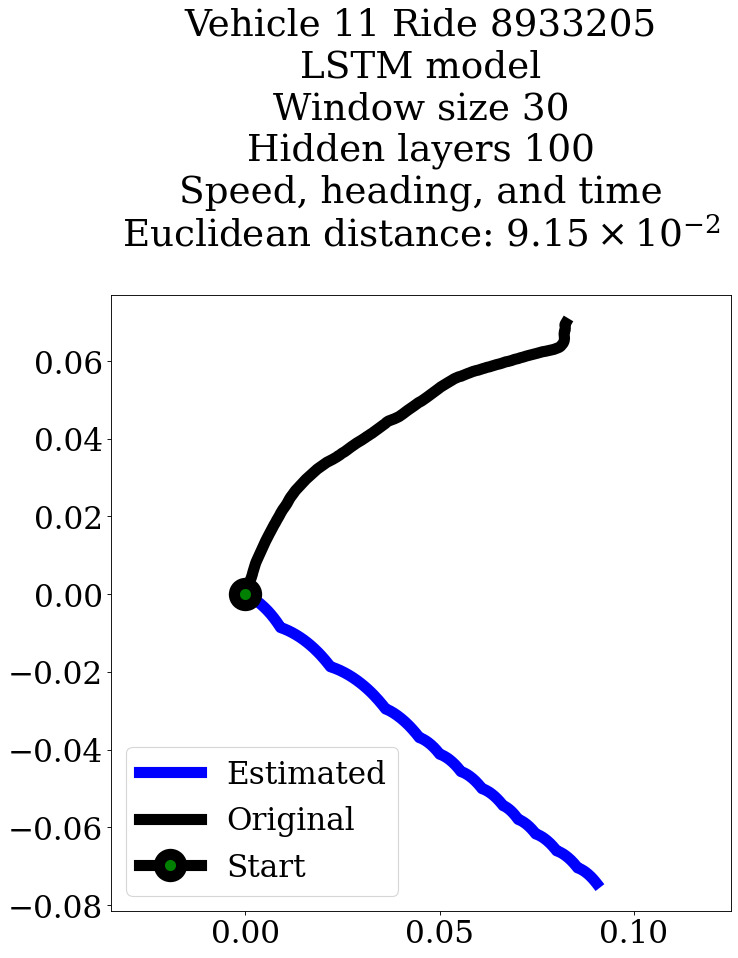 Vehicle 11 Ride 8933205
LSTM model
Window size 30
Hidden layers 100
Speed, heading, and time
Euclidean distance: 9.15 × 10⁻²
0.06
0.04
0.02
0.00
−0.02
−0.04
−0.06
−0.08
Estimated
Original
Start
0.00 0.05 0.10